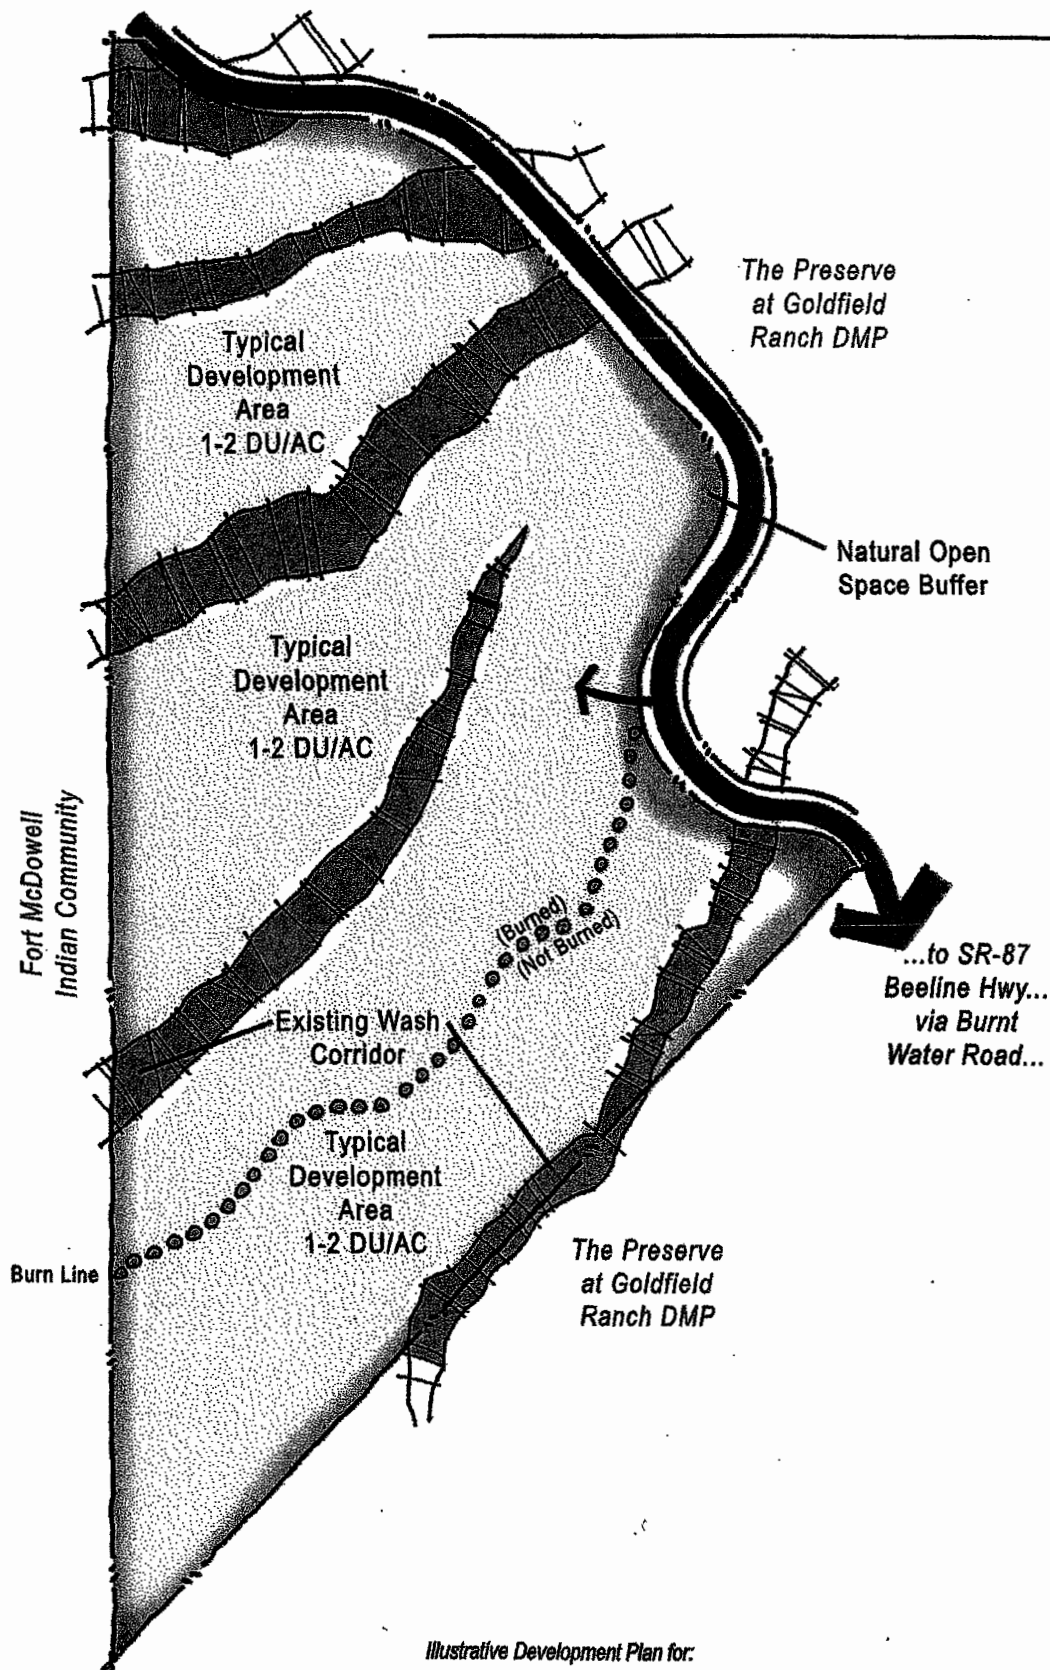 The Preserve
at Goldfield
Ranch DMP
Typical
Development
Area
1-2 DU/AC
Natural Open
Space Buffer
Typical
Development
Area
1-2 DU/AC
Fort McDowell
Indian Community
(Burned)
(Not Burned)
...to SR-87
Beeline Hwy...
via Burnt
Water Road...
Existing Wash
Corridor
Typical
Development
Area
1-2 DU/AC
The Preserve
at Goldfield
Ranch DMP
Burn Line
Illustrative Development Plan for: